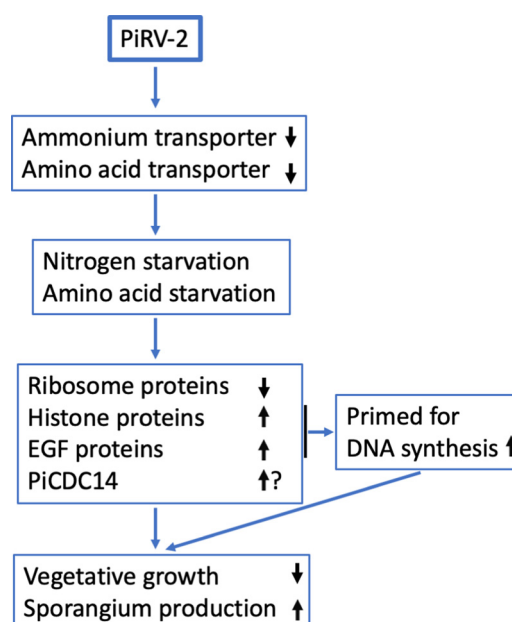 PiRV-2
Ammonium transporter ↓
Amino acid transporter ↓
Nitrogen starvation
Amino acid starvation
Ribosome proteins ↓
Histone proteins ↑
EGF proteins ↑
PiCDC14 ↑?
Primed for
DNA synthesis ↑
Vegetative growth ↓
Sporangium production ↑